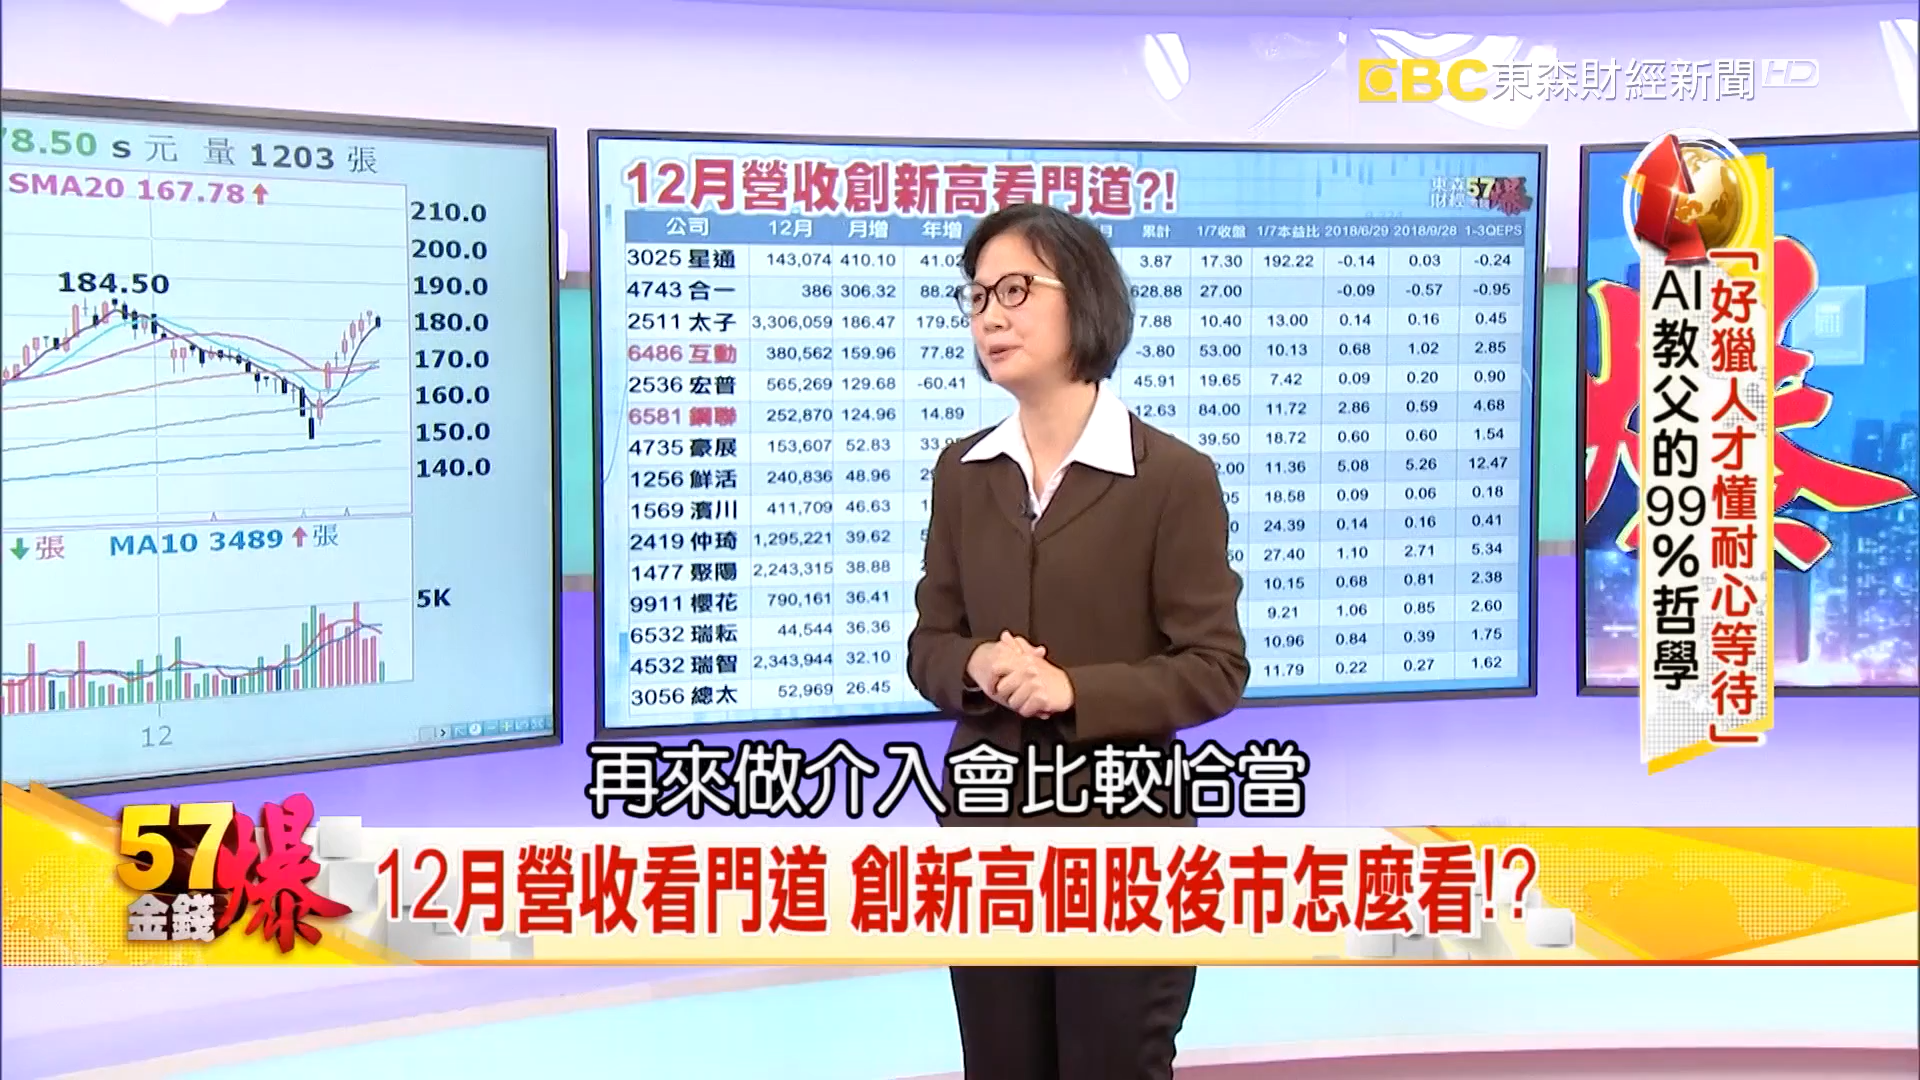 EBC東森財經新聞HD
78.50 s 元 量 1203 張
SMA20 167.78↑
210.0
200.0
190.0
180.0
170.0
160.0
150.0
140.0
184.50
↓張 MA10 3489↑張
5K
12
12月營收創新高看門道?!
東森財經 57 爆
公司 12月 月增 年增 月 累計 1/7收盤 1/7本益比 2018/6/29 2018/9/28 1-3QEPS
3025 星通 143,074 410.10 41.02 3.87 17.30 192.22 -0.14 0.03 -0.24
4743 合一 386 306.32 88.2 628.88 27.00 -0.09 -0.57 -0.95
2511 太子 3,306,059 186.47 179.56 7.88 10.40 13.00 0.14 0.16 0.45
6486 互動 380,562 159.96 77.82 -3.80 53.00 10.13 0.68 1.02 2.85
2536 宏普 565,269 129.68 -60.41 45.91 19.65 7.42 0.09 0.20 0.90
6581 鋼聯 252,870 124.96 14.89 12.63 84.00 11.72 2.86 0.59 4.68
4735 豪展 153,607 52.83 39.50 18.72 0.60 0.60 1.54
1256 鮮活 240,836 48.96 11.36 5.08 5.26 12.47
1569 濱川 411,709 46.63 18.58 0.09 0.06 0.18
2419 仲琦 1,295,221 39.62 24.39 0.14 0.16 0.41
1477 聚陽 2,243,315 38.88 27.40 1.10 2.71 5.34
9911 櫻花 790,161 36.41 10.15 0.68 0.81 2.38
6532 瑞耘 44,544 36.36 9.21 1.06 0.85 2.60
4532 瑞智 2,343,944 32.10 10.96 0.84 0.39 1.75
3056 總太 52,969 26.45 11.79 0.22 0.27 1.62
「好獵人才懂耐心等待」
AI教父的99%哲學
再來做介入會比較恰當
57金錢爆
12月營收看門道 創新高個股後市怎麼看!?